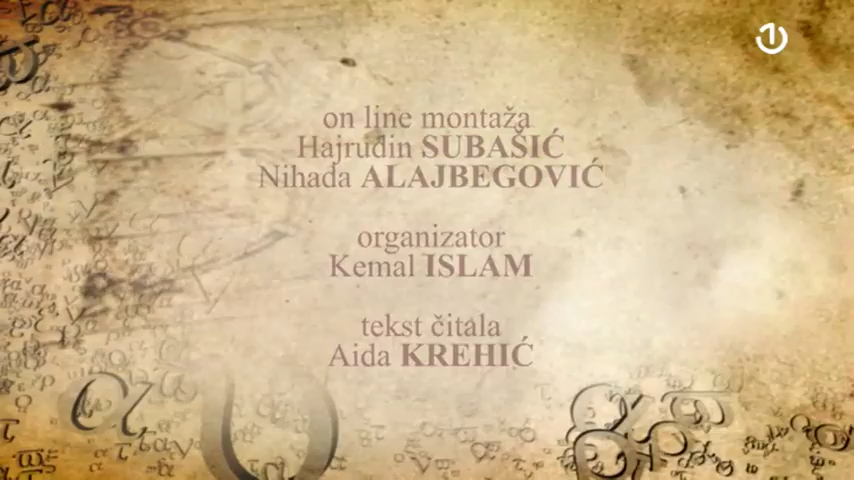 on line montaža
Hajrudin SUBAŠIĆ
Nihada ALAJBEGOVIĆ
organizator
Kemal ISLAM
tekst čitala
Aida KREHIĆ